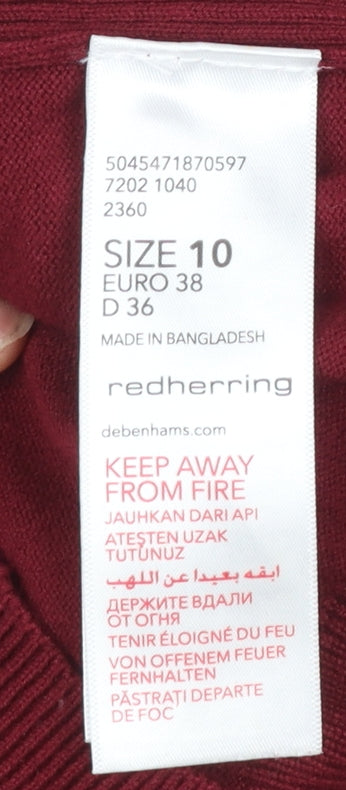 5045471870597
7202 1040
2360
SIZE 10
EURO 38
D 36
MADE IN BANGLADESH
redherring
debenhams.com
KEEP AWAY
FROM FIRE
JAUHKAN DARI API
ATEŞTEN UZAK
TUTUNUZ
ابقه بعيدا عن اللهب
ДЕРЖИТЕ ВДАЛИ
ОТ ОГНЯ
TENIR ÉLOIGNÉ DU FEU
VON OFFENEM FEUER
FERNHALTEN
PĂSTRAȚI DEPARTE
DE FOC